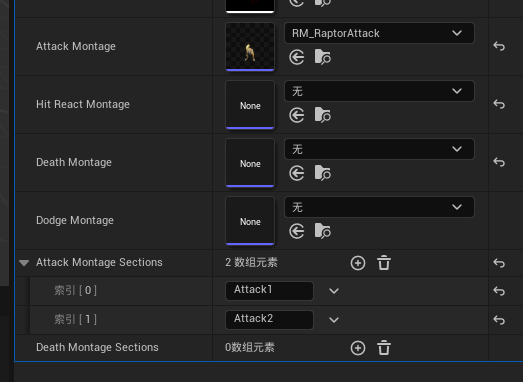 Attack Montage
RM_RaptorAttack
Hit React Montage
None
无
Death Montage
None
无
Dodge Montage
None
无
Attack Montage Sections
2 数组元素
索引 [ 0 ]
Attack1
索引 [ 1 ]
Attack2
Death Montage Sections
0数组元素